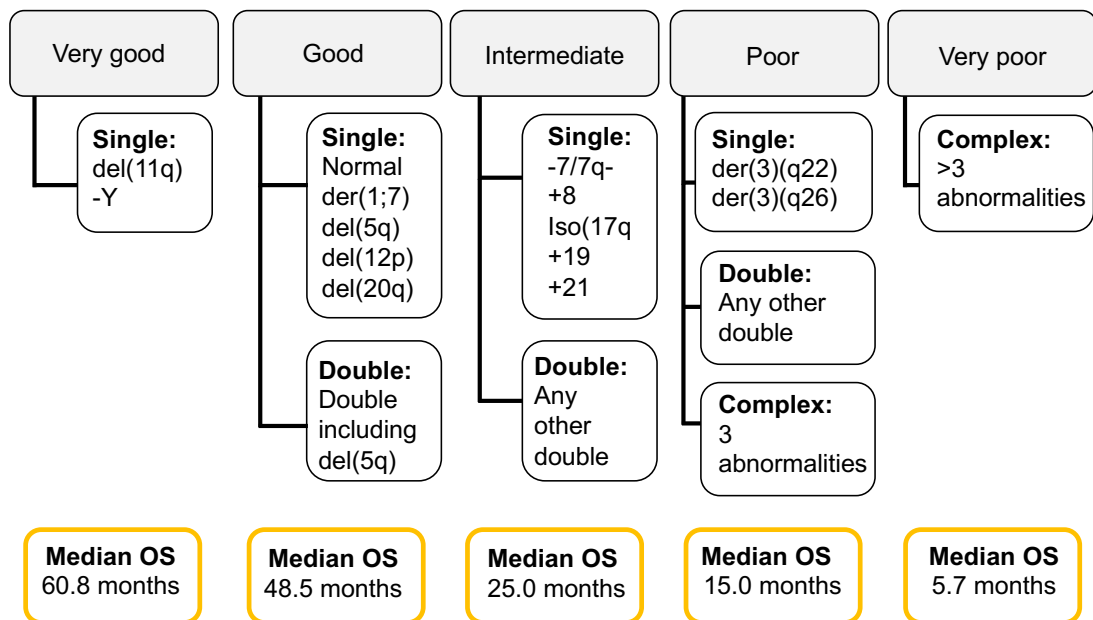 Very good
Good
Intermediate
Poor
Very poor
Single:
del(11q)
-Y
Single:
Normal
der(1;7)
del(5q)
del(12p)
del(20q)
Double:
Double
including
del(5q)
Single:
-7/7q-
+8
Iso(17q
+19
+21
Double:
Any
other
double
Single:
der(3)(q22)
der(3)(q26)
Double:
Any other
double
Complex:
3
abnormalities
Complex:
>3
abnormalities
Median OS
60.8 months
Median OS
48.5 months
Median OS
25.0 months
Median OS
15.0 months
Median OS
5.7 months